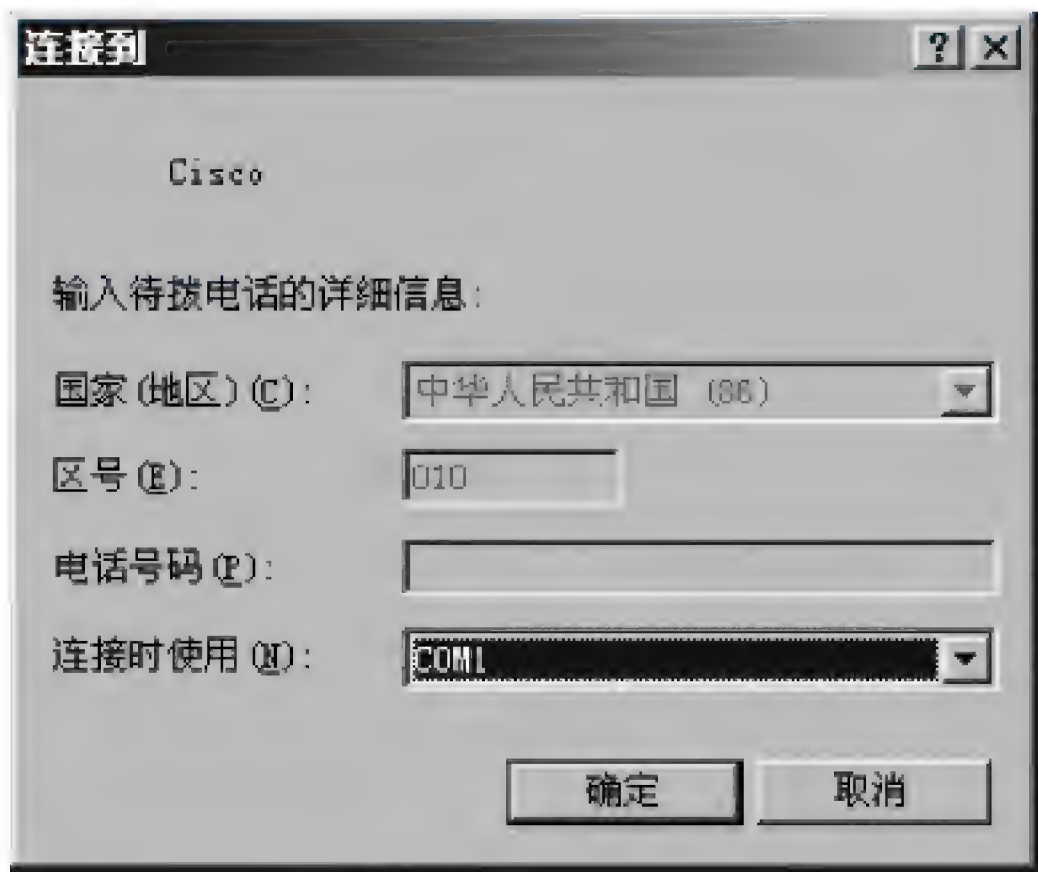 连接到
Cisco
输入待拨电话的详细信息:
国家(地区)(C): 中华人民共和国 (86)
区号(E): 010
电话号码(P):
连接时使用(N): COM1
确定 取消